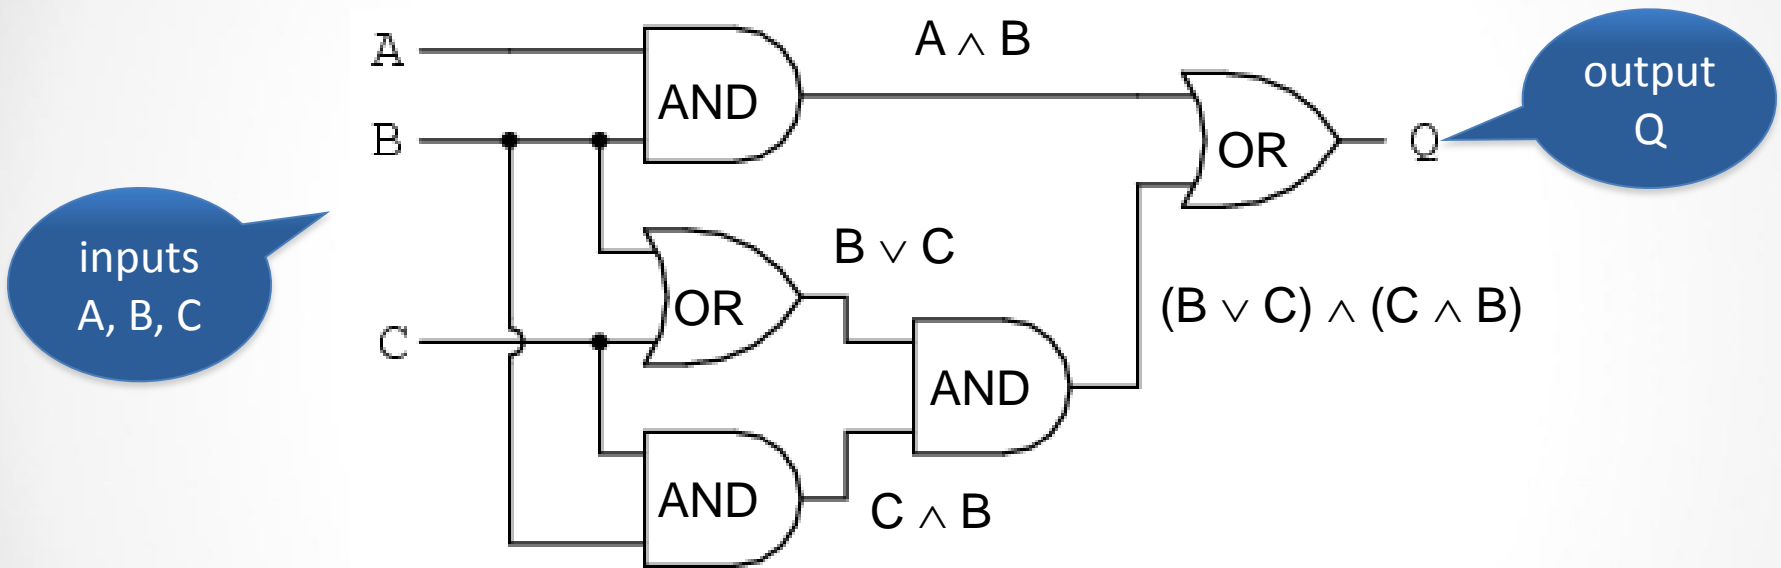 A
A ∧ B
AND
output
Q
B
OR
Q
inputs
A, B, C
B ∨ C
OR
(B ∨ C) ∧ (C ∧ B)
C
AND
AND
C ∧ B